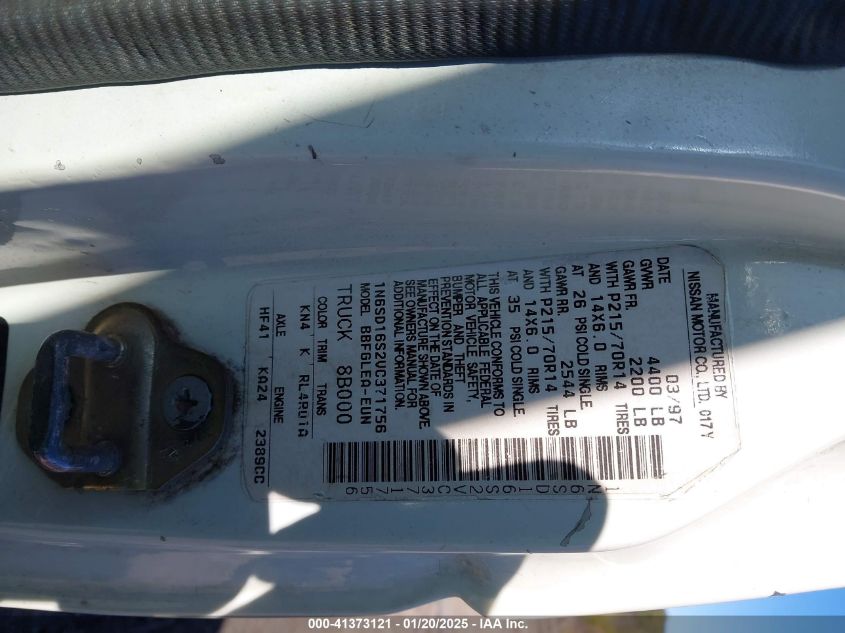 MANUFACTURED BY
NISSAN MOTOR CO., LTD. 017Y
DATE 03/97
GVWR 4400 LB
GAWR FR. 2200 LB
WITH P215/70R14 TIRES
AND 14X6.0 RIMS
AT 26 PSI COLD SINGLE
GAWR RR. 2544 LB
WITH P215/70R14 TIRES
AND 14X6.0 RIMS
AT 35 PSI COLD SINGLE
THIS VEHICLE CONFORMS TO
ALL APPLICABLE FEDERAL
MOTOR VEHICLE SAFETY,
BUMPER AND THEFT
PREVENTION STANDARDS IN
EFFECT ON THE DATE OF
MANUFACTURE SHOWN ABOVE.
SEE OWNERS MANUAL FOR
ADDITIONAL INFORMATION.
1N6SD16S2VC371756
1N6SD16S2VC371756
MODEL BBFGLEA-EUN
TRUCK 8B000
COLOR TRIM TRANS
KN4 K RL4R01A
AXLE ENGINE
HF41 KA24 2389CC
000-41373121 - 01/20/2025 - IAA Inc.